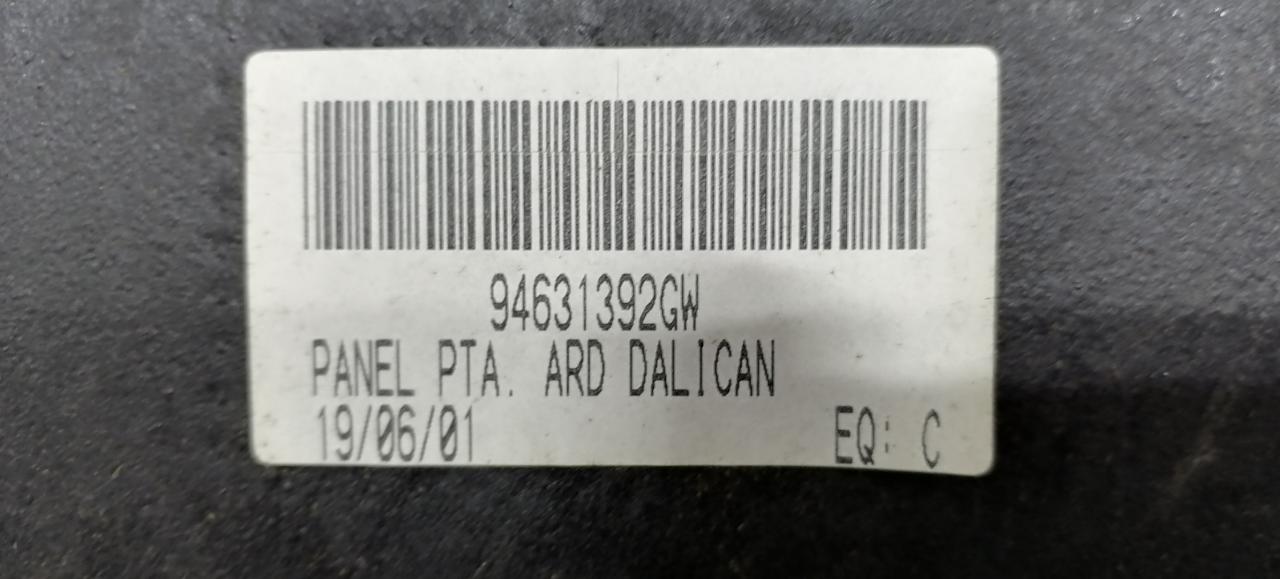 94631392GW
PANEL PTA. ARD DALICAN
19/06/01 EQ: C